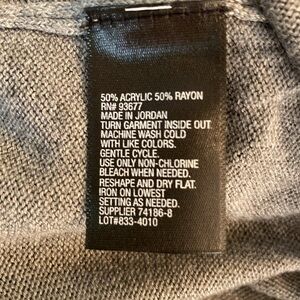 50% ACRYLIC 50% RAYON
RN# 93677
MADE IN JORDAN
TURN GARMENT INSIDE OUT.
MACHINE WASH COLD
WITH LIKE COLORS.
GENTLE CYCLE.
USE ONLY NON-CHLORINE
BLEACH WHEN NEEDED.
RESHAPE AND DRY FLAT.
IRON ON LOWEST
SETTING AS NEEDED.
SUPPLIER 74186-8
LOT#833-4010